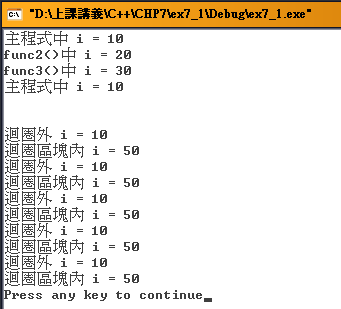 "D:\上課講義\C++\CHP7\ex7_1\Debug\ex7_1.exe"
主程式中 i = 10
func2()中 i = 20
func3()中 i = 30
主程式中 i = 10
迴圈外 i = 10
迴圈區塊內 i = 50
迴圈外 i = 10
迴圈區塊內 i = 50
迴圈外 i = 10
迴圈區塊內 i = 50
迴圈外 i = 10
迴圈區塊內 i = 50
迴圈外 i = 10
迴圈區塊內 i = 50
Press any key to continue_